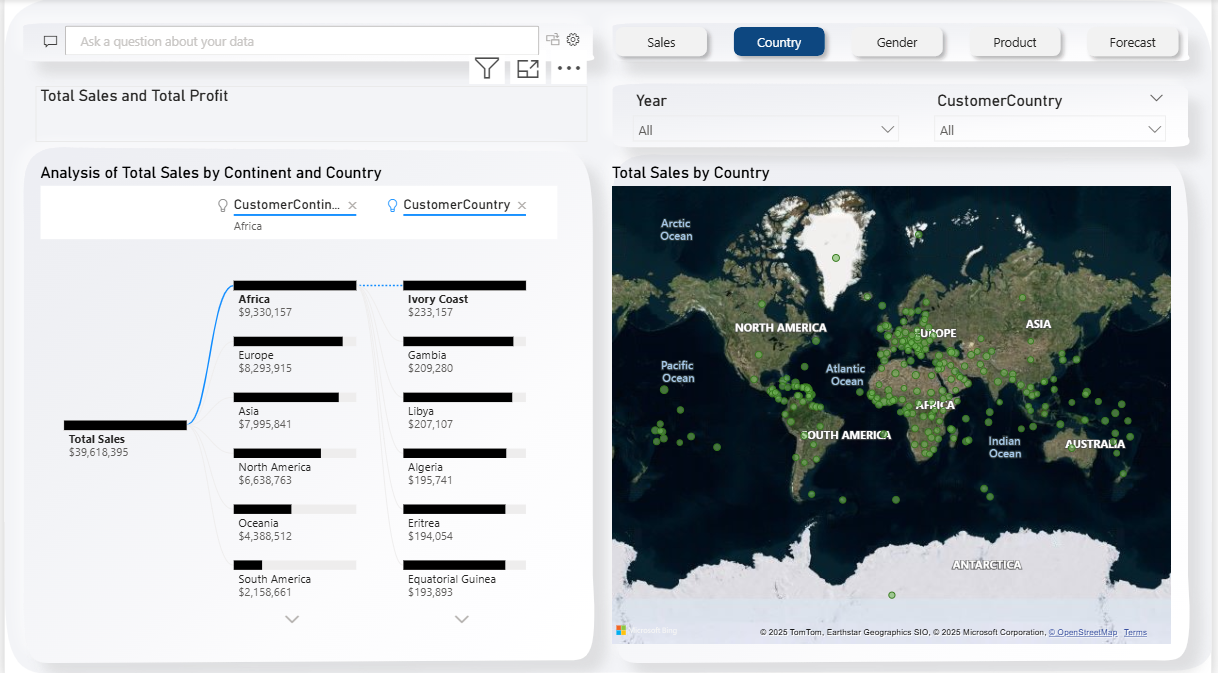 Ask a question about your data
Sales
Country
Gender
Product
Forecast
Total Sales and Total Profit
Year
All
CustomerCountry
All
Analysis of Total Sales by Continent and Country
CustomerContin...
Africa
CustomerCountry
Total Sales
$39,618,395
Africa
$9,330,157
Europe
$8,293,915
Asia
$7,995,841
North America
$6,638,763
Oceania
$4,388,512
South America
$2,158,661
Ivory Coast
$233,157
Gambia
$209,280
Libya
$207,107
Algeria
$195,741
Eritrea
$194,054
Equatorial Guinea
$193,893
Total Sales by Country
Arctic
Ocean
NORTH AMERICA
EUROPE
ASIA
Pacific
Ocean
Atlantic
Ocean
AFRICA
SOUTH AMERICA
Indian
Ocean
AUSTRALIA
ANTARCTICA
Microsoft Bing
© 2025 TomTom, Earthstar Geographics SIO, © 2025 Microsoft Corporation, © OpenStreetMap Terms